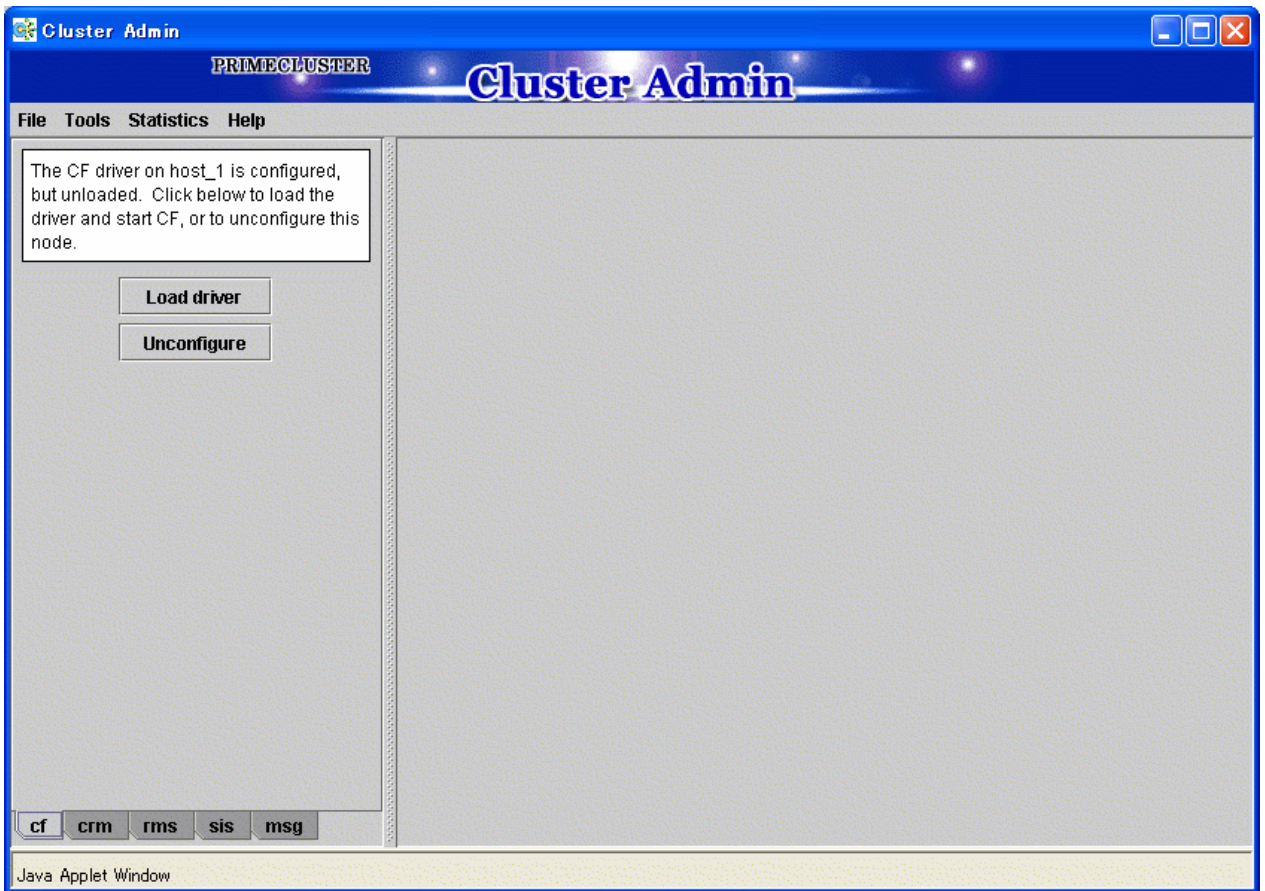 Cluster Admin
PRIMECLUSTER
Cluster Admin
File Tools Statistics Help
The CF driver on host_1 is configured,
but unloaded. Click below to load the
driver and start CF, or to unconfigure this
node.
Load driver
Unconfigure
cf crm rms sis msg
Java Applet Window